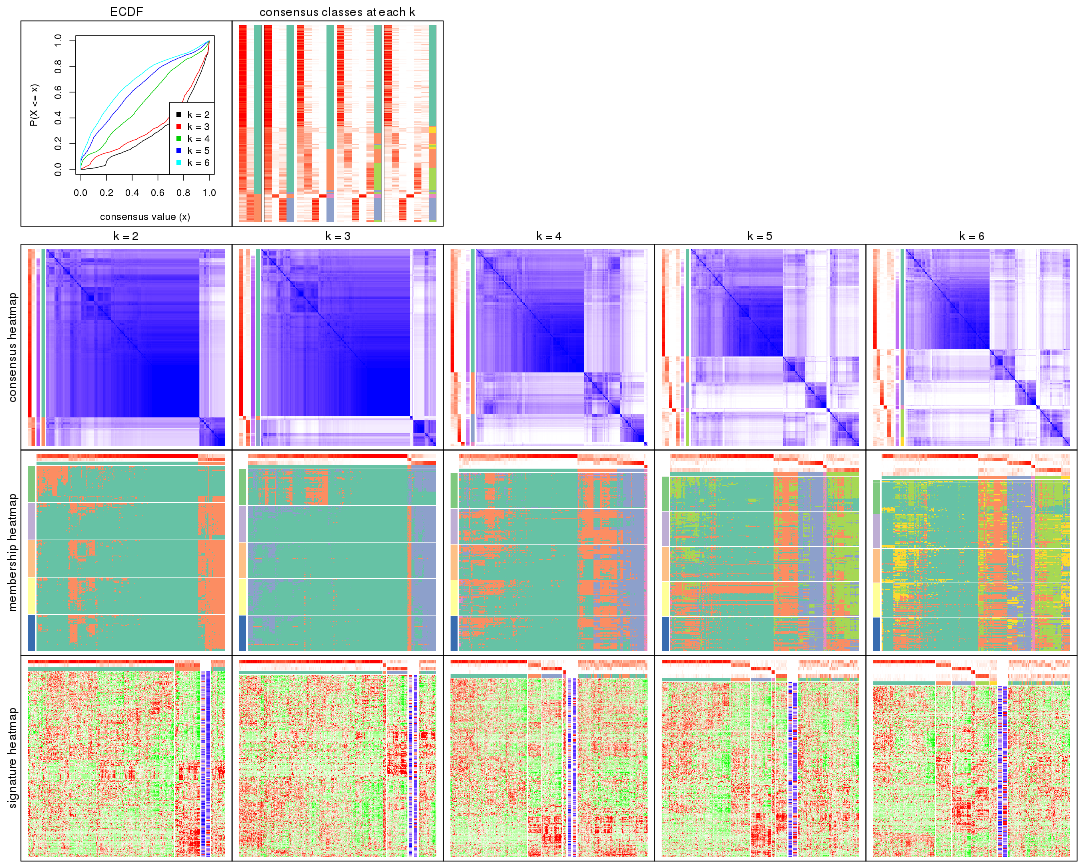 ECDF
consensus classes at each k
P(X <= x)
0.0 0.2 0.4 0.6 0.8 1.0
k = 2
k = 3
k = 4
k = 5
k = 6
0.0 0.2 0.4 0.6 0.8 1.0
consensus value (x)
k = 2
k = 3
k = 4
k = 5
k = 6
consensus heatmap
membership heatmap
signature heatmap